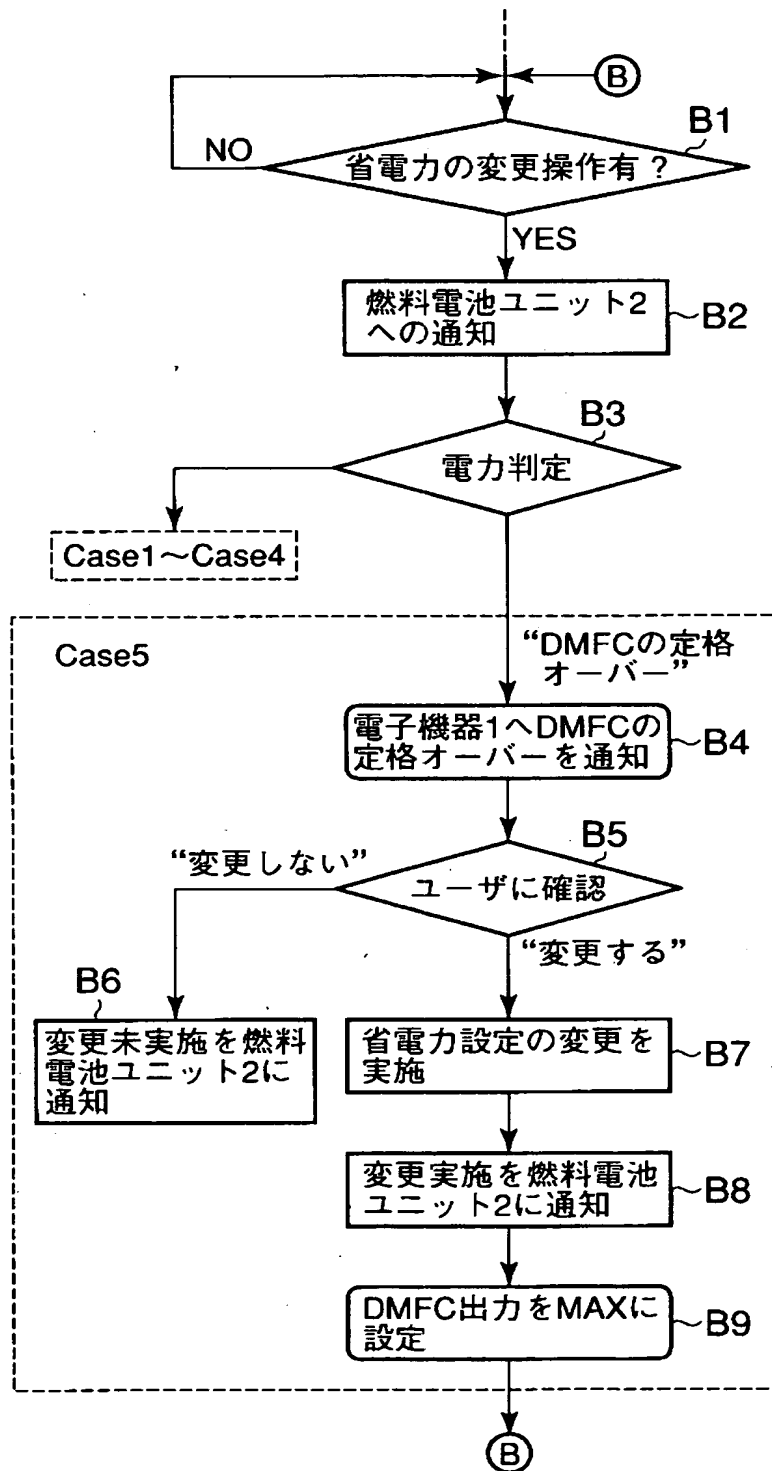 B
B1
NO
省電力の変更操作有?
YES
燃料電池ユニット2
への通知
B2
B3
電力判定
Case1~Case4
Case5
“DMFCの定格
オーバー”
電子機器1へDMFCの
定格オーバーを通知
B4
B5
“変更しない”
ユーザに確認
“変更する”
B6
変更未実施を燃料
電池ユニット2に
通知
省電力設定の変更を
実施
B7
変更実施を燃料電池
ユニット2に通知
B8
DMFC出力をMAXに
設定
B9
B